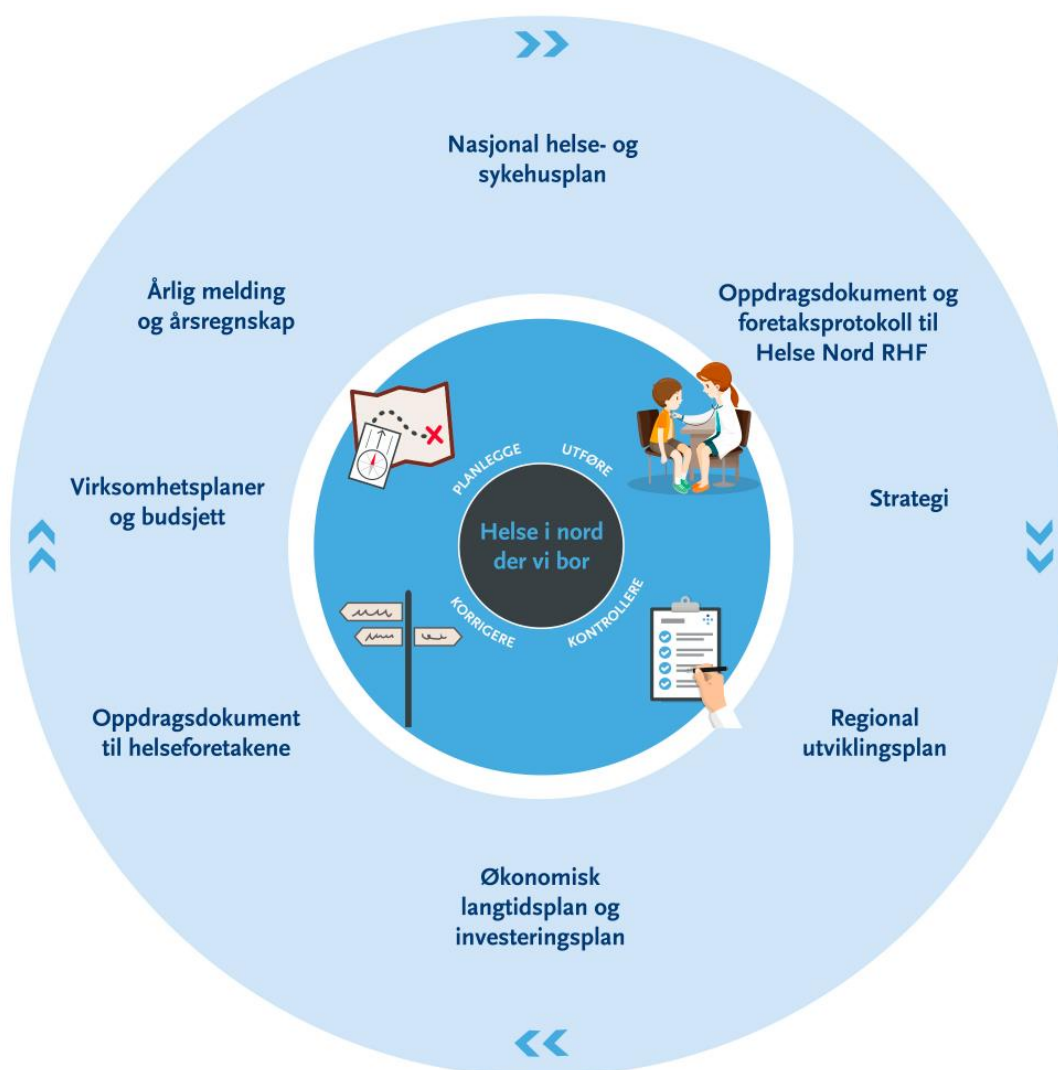 Nasjonal helse- og
sykehusplan
Oppdragsdokument og
foretaksprotokoll til
Helse Nord RHF
Strategi
Regional
utviklingsplan
Økonomisk
langtidsplan og
investeringsplan
Oppdragsdokument
til helseforetakene
Virksomhetsplaner
og budsjett
Årlig melding
og årsregnskap
PLANLEGGE
UTFØRE
KONTROLLERE
KORRIGERE
Helse i nord
der vi bor